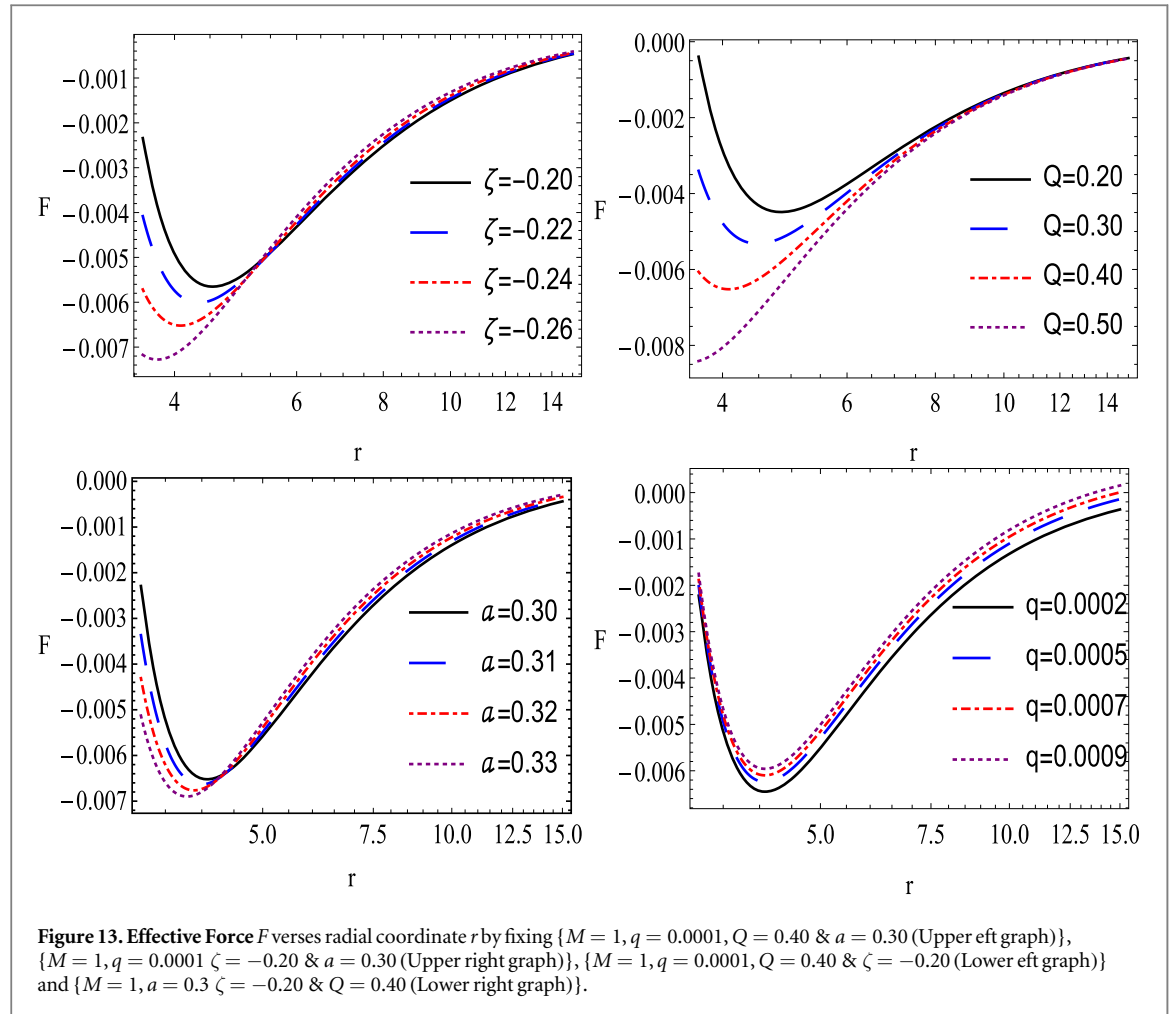 −0.001
−0.002
−0.003
−0.004
−0.005
−0.006
−0.007
F
ζ=−0.20
ζ=−0.22
ζ=−0.24
ζ=−0.26
4 6 8 10 12 14
r
0.000
−0.002
−0.004
−0.006
−0.008
F
Q=0.20
Q=0.30
Q=0.40
Q=0.50
4 6 8 10 12 14
r
0.000
−0.001
−0.002
−0.003
−0.004
−0.005
−0.006
−0.007
F
a=0.30
a=0.31
a=0.32
a=0.33
5.0 7.5 10.0 12.5 15.0
r
0.000
−0.001
−0.002
−0.003
−0.004
−0.005
−0.006
F
q=0.0002
q=0.0005
q=0.0007
q=0.0009
5.0 7.5 10.0 12.5 15.0
r
Figure 13. Effective Force F verses radial coordinate r by fixing {M = 1, q = 0.0001, Q = 0.40 & a = 0.30 (Upper eft graph)},
{M = 1, q = 0.0001 ζ = −0.20 & a = 0.30 (Upper right graph)}, {M = 1, q = 0.0001, Q = 0.40 & ζ = −0.20 (Lower eft graph)}
and {M = 1, a = 0.3 ζ = −0.20 & Q = 0.40 (Lower right graph)}.